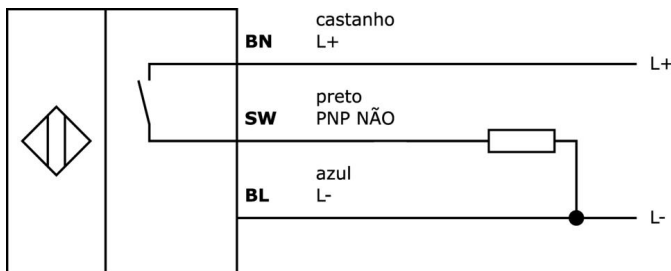 castanho
BN L+
L+
preto
SW PNP NÃO
azul
BL L-
L-